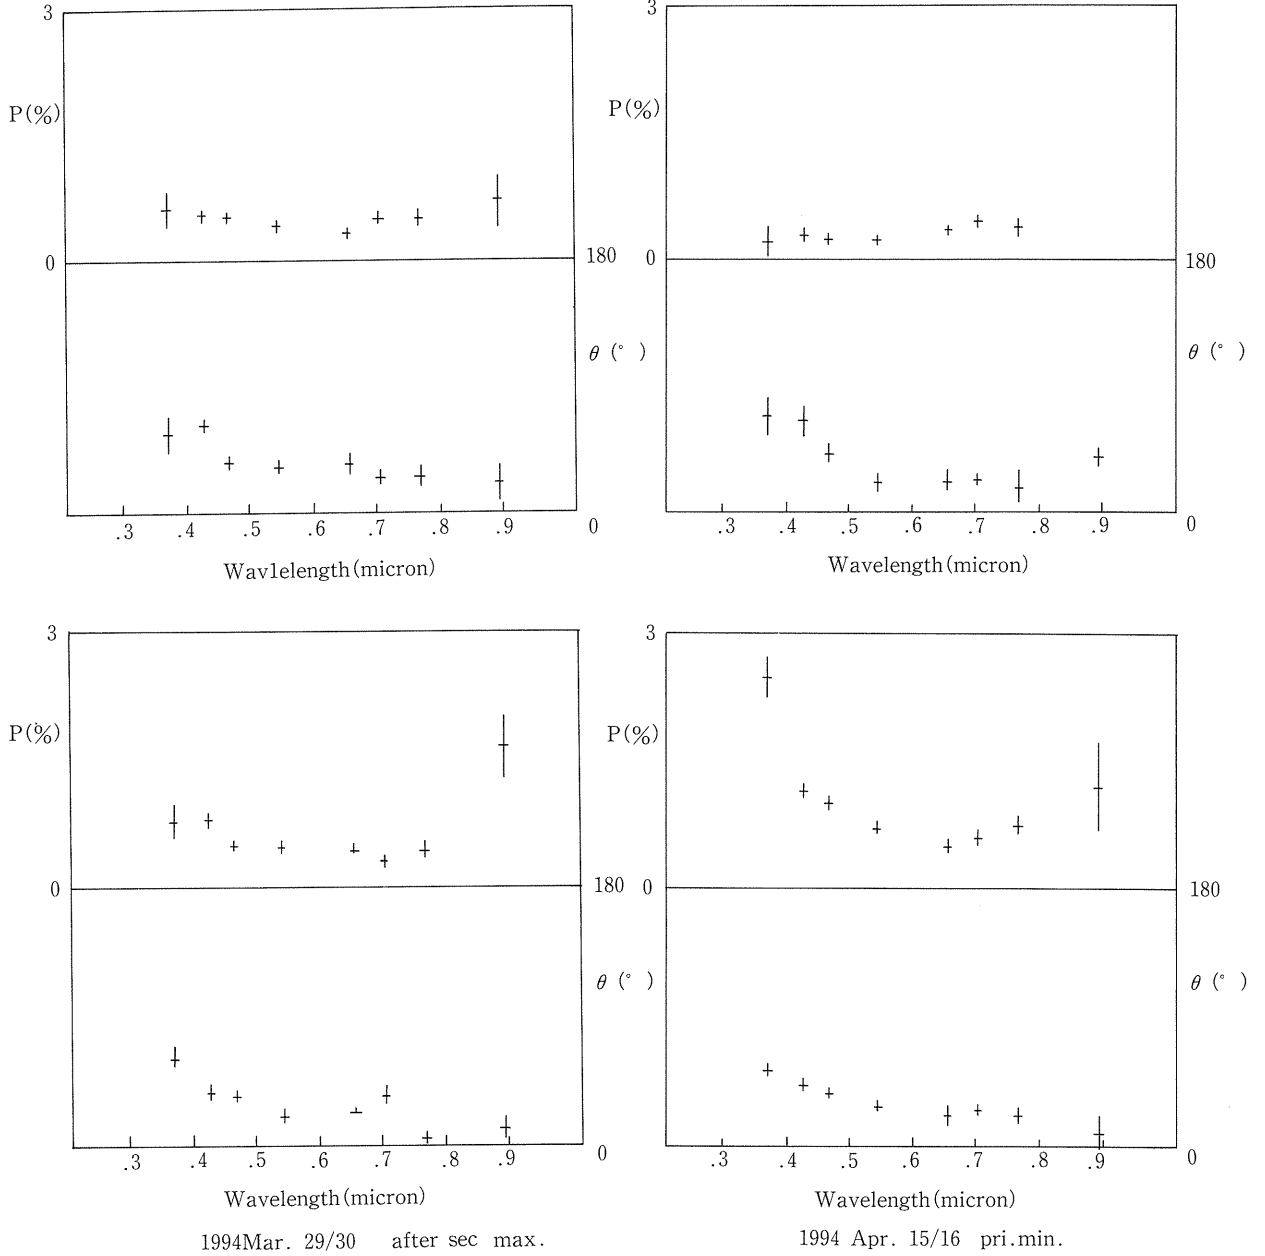 3 3
P(%) P(%)
0 180 0 180
θ (°) θ (°)
.3 .4 .5 .6 .7 .8 .9 0 .3 .4 .5 .6 .7 .8 .9 0
Wavlelength(micron) Wavelength(micron)
3 3
P(%) P(%)
0 180 0 180
θ (°) θ (°)
.3 .4 .5 .6 .7 .8 .9 0 .3 .4 .5 .6 .7 .8 .9 0
Wavelength(micron) Wavelength(micron)
1994Mar. 29/30 after sec max. 1994 Apr. 15/16 pri.min.